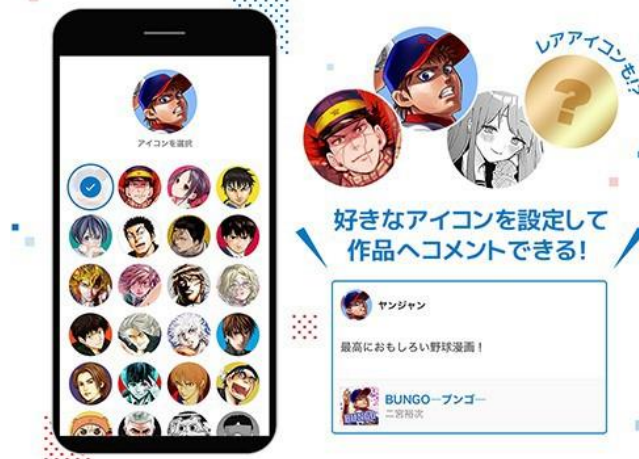 アイコンを選択
レアアイコンも!?
?
好きなアイコンを設定して
作品へコメントできる!
ヤンジャン
最高におもしろい野球漫画!
BUNGO
BUNGO―ブンゴ―
二宮裕次